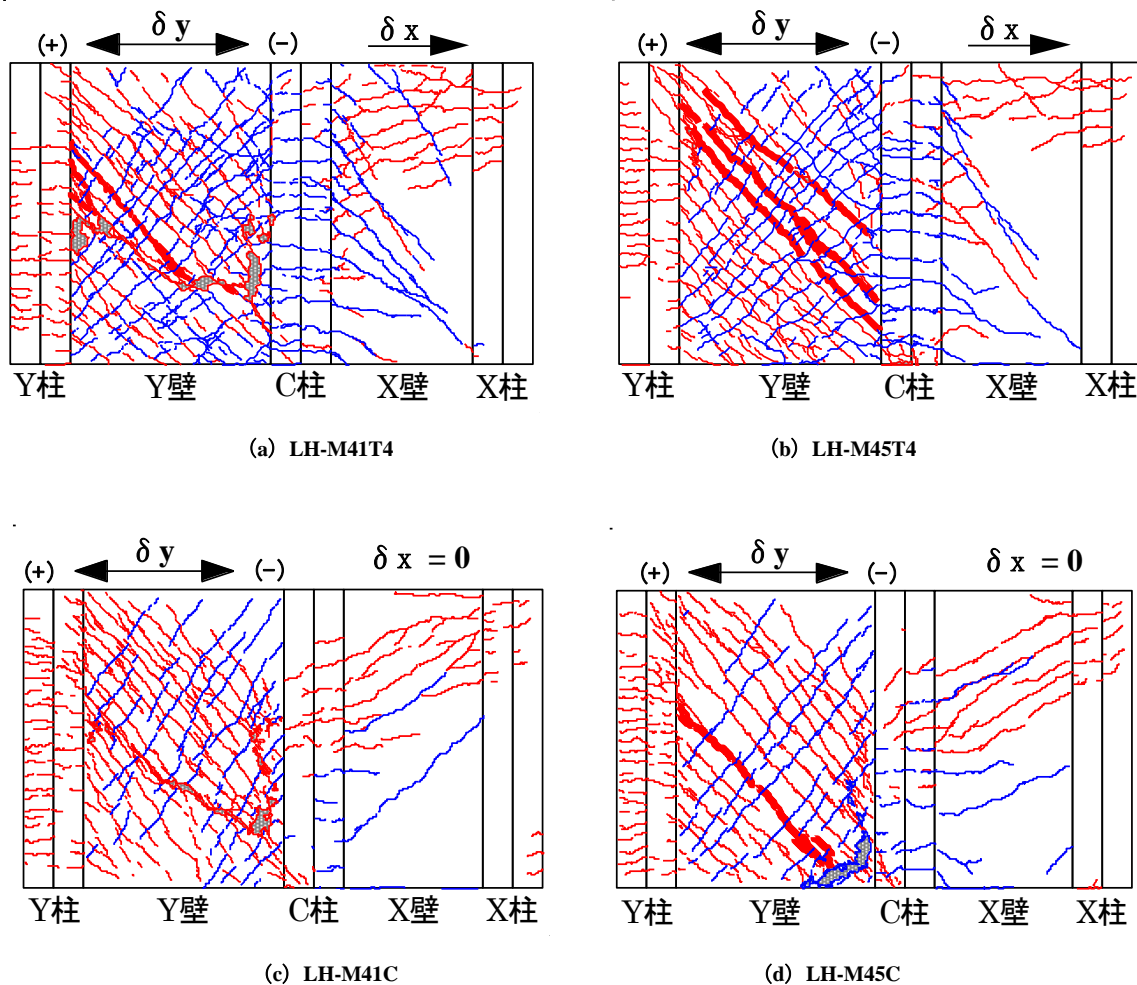 δ y
δ x
(+)
(-)
Y柱
Y壁
C柱
X壁
X柱
(a) LH-M41T4
δ y
δ x
(+)
(-)
Y柱
Y壁
C柱
X壁
X柱
(b) LH-M45T4
δ y
δ x = 0
(+)
(-)
Y柱
Y壁
C柱
X壁
X柱
(c) LH-M41C
δ y
δ x = 0
(+)
(-)
Y柱
Y壁
C柱
X壁
X柱
(d) LH-M45C